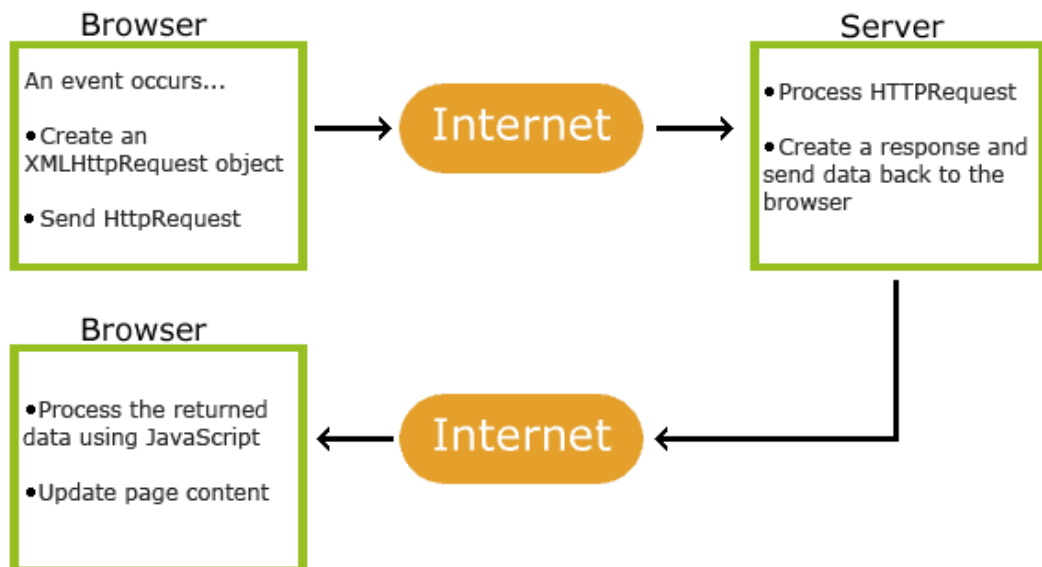 Browser
An event occurs...
•Create an
XMLHttpRequest object
•Send HttpRequest
Internet
Server
•Process HTTPRequest
•Create a response and
send data back to the
browser
Browser
•Process the returned
data using JavaScript
•Update page content
Internet